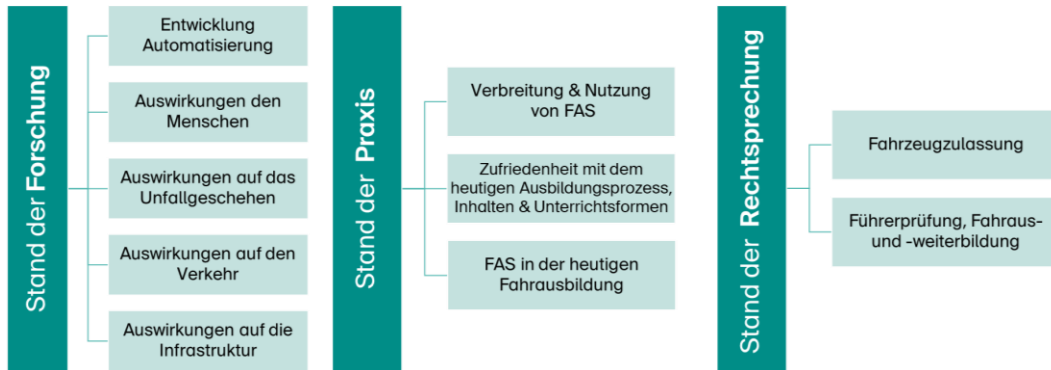 Stand der Forschung
Entwicklung
Automatisierung
Auswirkungen den
Menschen
Auswirkungen auf das
Unfallgeschehen
Auswirkungen auf den
Verkehr
Auswirkungen auf die
Infrastruktur
Stand der Praxis
Verbreitung & Nutzung
von FAS
Zufriedenheit mit dem
heutigen Ausbildungsprozess,
Inhalten & Unterrichtsformen
FAS in der heutigen
Fahrausbildung
Stand der Rechtsprechung
Fahrzeugzulassung
Führerprüfung, Fahraus-
und -weiterbildung